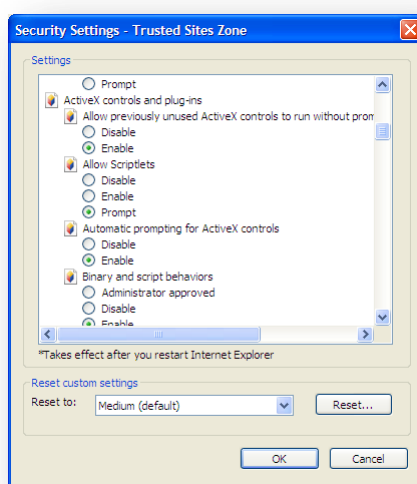 Security Settings - Trusted Sites Zone
Settings
Prompt
ActiveX controls and plug-ins
Allow previously unused ActiveX controls to run without prom
Disable
Enable
Allow Scriptlets
Disable
Enable
Prompt
Automatic prompting for ActiveX controls
Disable
Enable
Binary and script behaviors
Administrator approved
Disable
Enable
*Takes effect after you restart Internet Explorer
Reset custom settings
Reset to: Medium (default) Reset...
OK Cancel